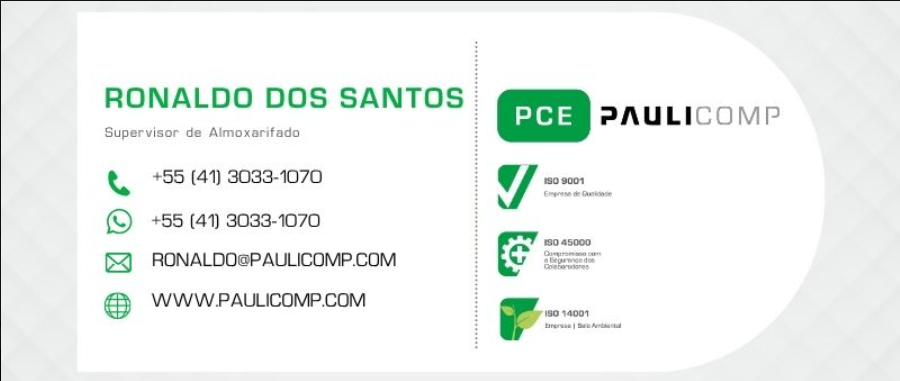 RONALDO DOS SANTOS
Supervisor de Almoxarifado
+55 (41) 3033-1070
+55 (41) 3033-1070
RONALDO@PAULICOMP.COM
WWW.PAULICOMP.COM
PCE PAULICOMP
ISO 9001
Empresa de Qualidade
ISO 45000
Compromisso com
a Segurança dos
Colaboradores
ISO 14001
Empresa | Selo Ambiental